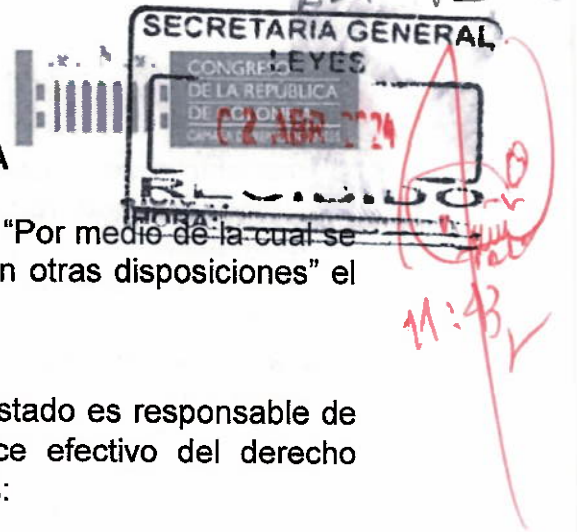 SECRETARIA GENERAL
LEYES
CONGRESO
DE LA REPÚBLICA
DE COLOMBIA
02 ABR 2024
A
RECIBIDO
HORA:
“Por medio de la cual se
n otras disposiciones” el
11:43
stado es responsable de
ce efectivo del derecho
: